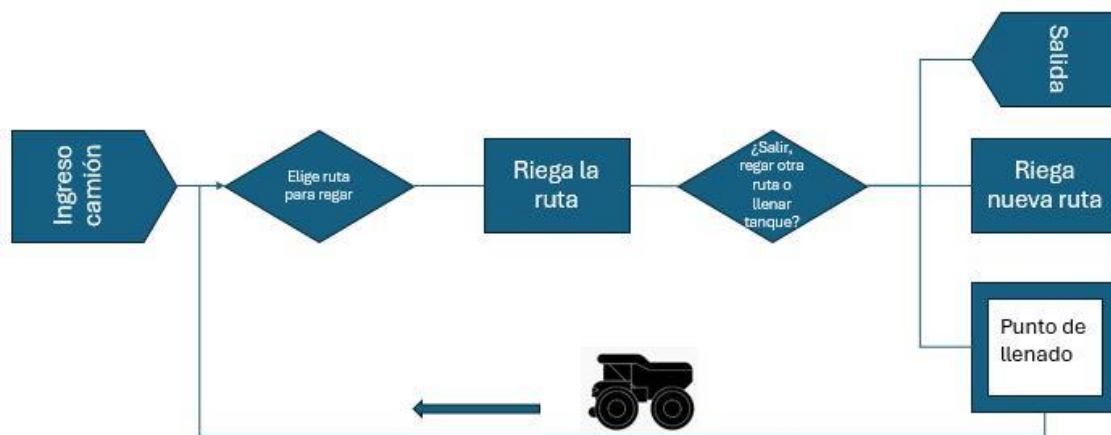 Ingreso
camión
Elige ruta
para regar
Riega la
ruta
¿Salir,
regar otra
ruta o
llenar
tanque?
Salida
Riega
nueva ruta
Punto de
llenado